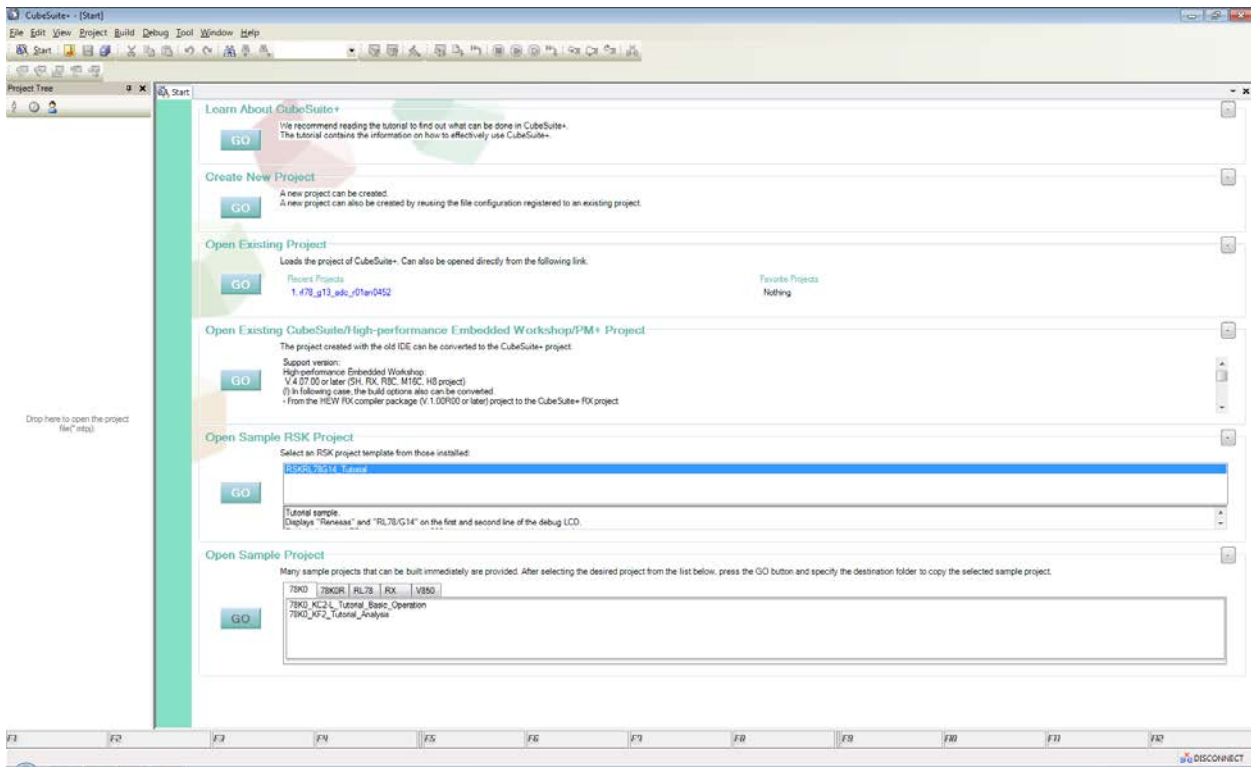 CubeSuite+ - [Start]
File Edit View Project Build Debug Tool Window Help
Start
Project Tree
Start
Drop here to open the project
file(*.mtpj).
Learn About CubeSuite+
GO
We recommend reading the tutorial to find out what can be done in CubeSuite+.
The tutorial contains the information on how to effectively use CubeSuite+.
Create New Project
GO
A new project can be created.
A new project can also be created by reusing the file configuration registered to an existing project.
Open Existing Project
Loads the project of CubeSuite+. Can also be opened directly from the following link.
GO
Recent Projects Favorite Projects
1. r178_g13_adc_r01an0452 Nothing
Open Existing CubeSuite/High-performance Embedded Workshop/PM+ Project
The project created with the old IDE can be converted to the CubeSuite+ project.
GO
Support version:
High-performance Embedded Workshop:
V.4.07.00 or later (SH, RX, R8C, M16C, H8 project)
(!) In following case, the build options also can be converted.
- From the HEW RX compiler package (V.1.00R00 or later) project to the CubeSuite+ RX project
Open Sample RSK Project
Select an RSK project template from those installed:
RSKRL78G14_Tutorial
GO
Tutorial sample.
Displays "Renesas" and "RL78/G14" on the first and second line of the debug LCD.
Open Sample Project
Many sample projects that can be built immediately are provided. After selecting the desired project from the list below, press the GO button and specify the destination folder to copy the selected sample project.
78K0 78K0R RL78 RX V850
78K0_KC2-L_Tutorial_Basic_Operation
78K0_KF2_Tutorial_Analysis
GO
F1 F2 F3 F4 F5 F6 F7 F8 F9 F10 F11 F12
DISCONNECT